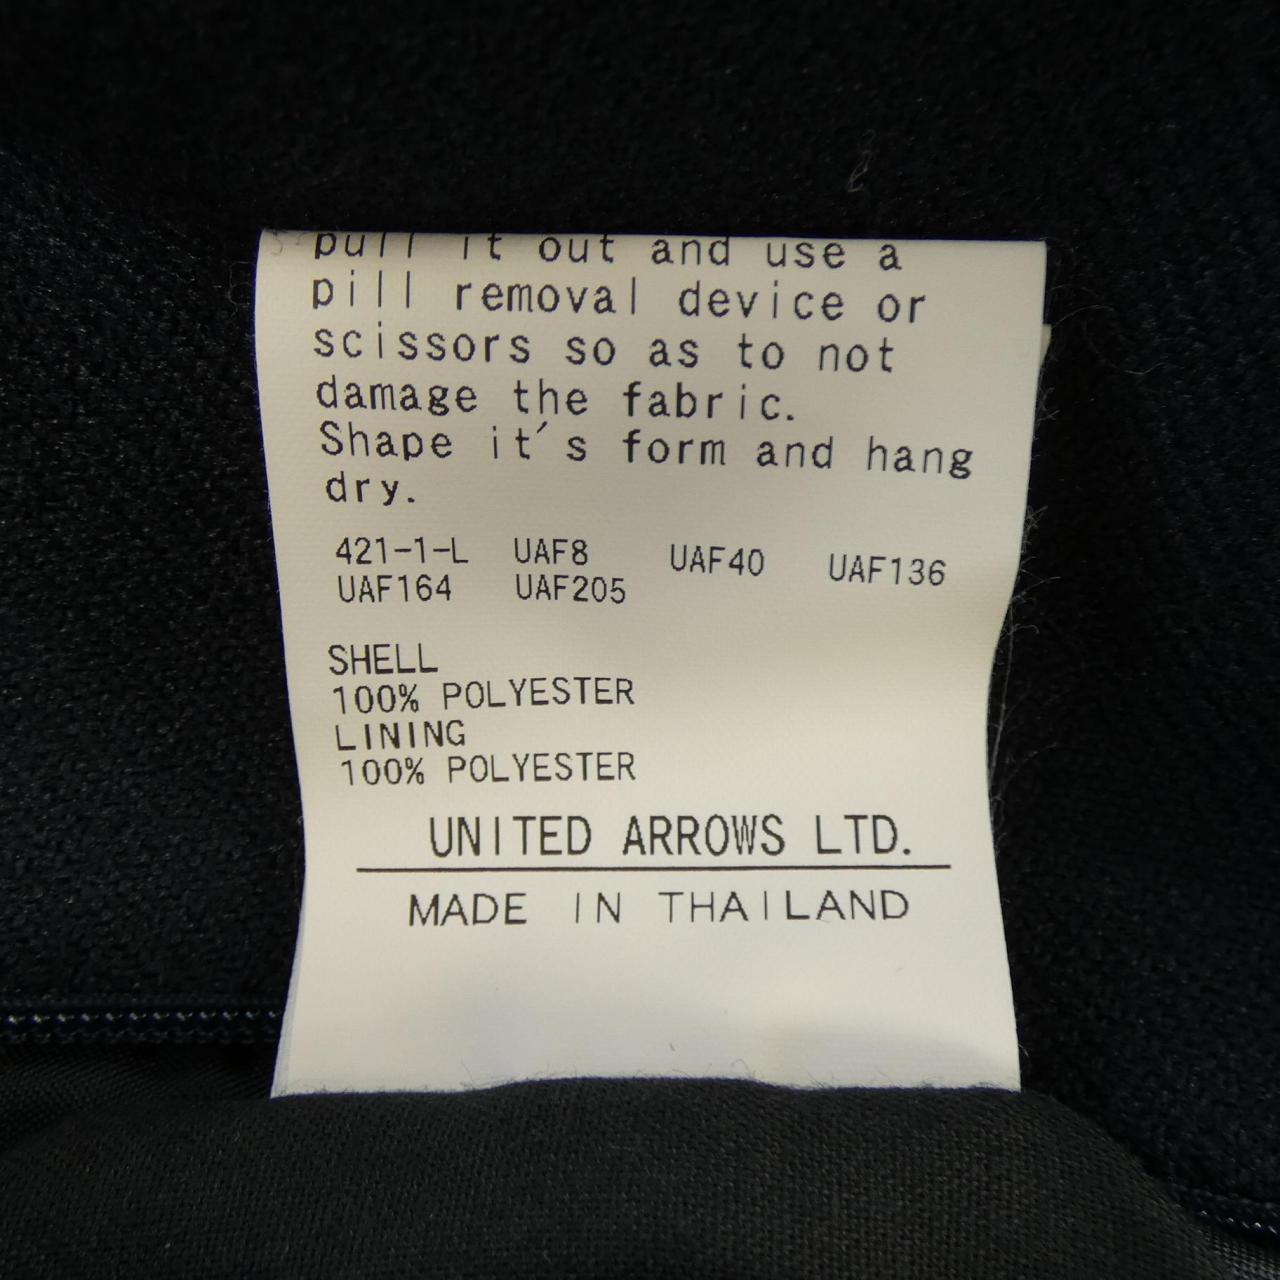 pull it out and use a
pill removal device or
scissors so as to not
damage the fabric.
Shape it's form and hang
dry.
421-1-L UAF8 UAF40 UAF136
UAF164 UAF205
SHELL
100% POLYESTER
LINING
100% POLYESTER
UNITED ARROWS LTD.
MADE IN THAILAND